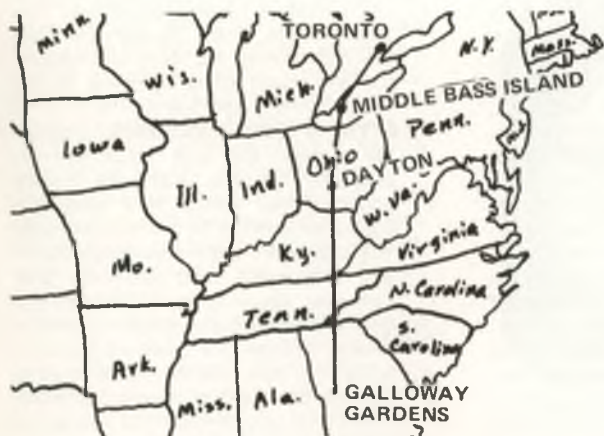 Minn.
TORONTO
N.Y.
Mass.
Wis.
Mich.
MIDDLE BASS ISLAND
Penn.
Iowa
Ohio
DAYTON
Ill.
Ind.
W. Va.
Mo.
Ky.
Virginia
Tenn.
N. Carolina
S.
Carolina
Ark.
Miss.
Ala.
GALLOWAY
GARDENS